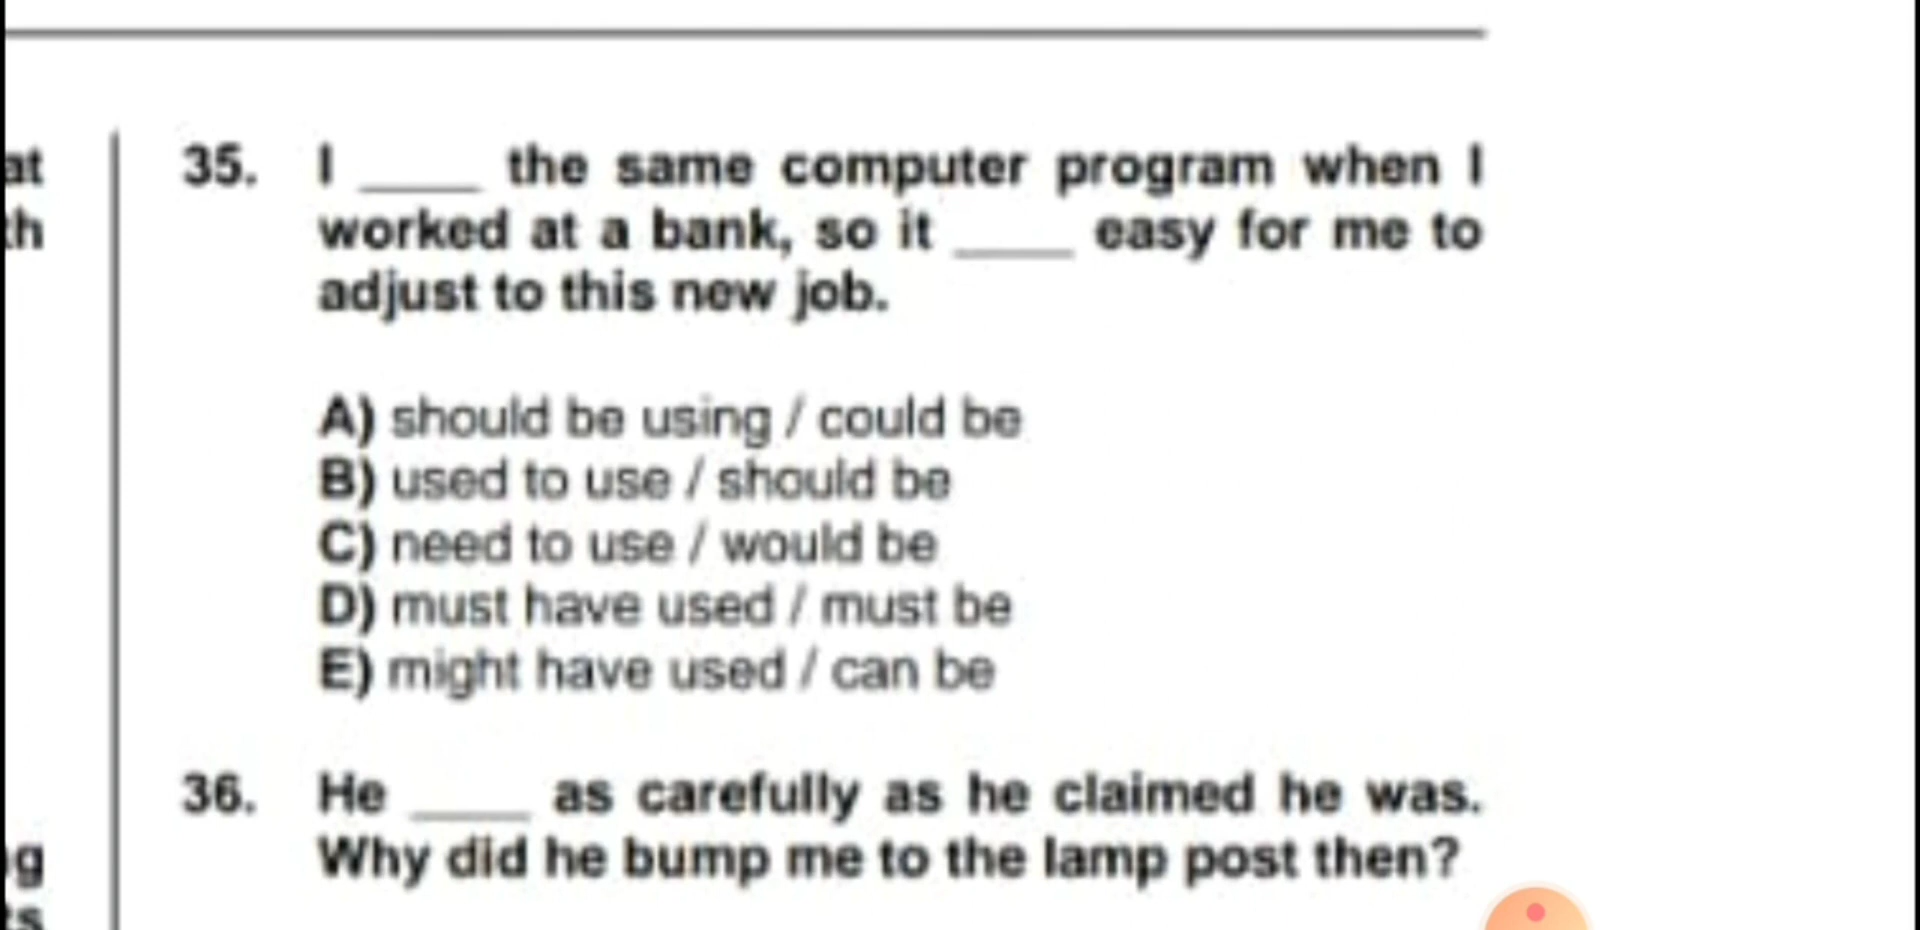 at
th
35. I ____ the same computer program when I
worked at a bank, so it ____ easy for me to
adjust to this new job.
A) should be using / could be
B) used to use / should be
C) need to use / would be
D) must have used / must be
E) might have used / can be
36. He ____ as carefully as he claimed he was.
Why did he bump me to the lamp post then?
g
s